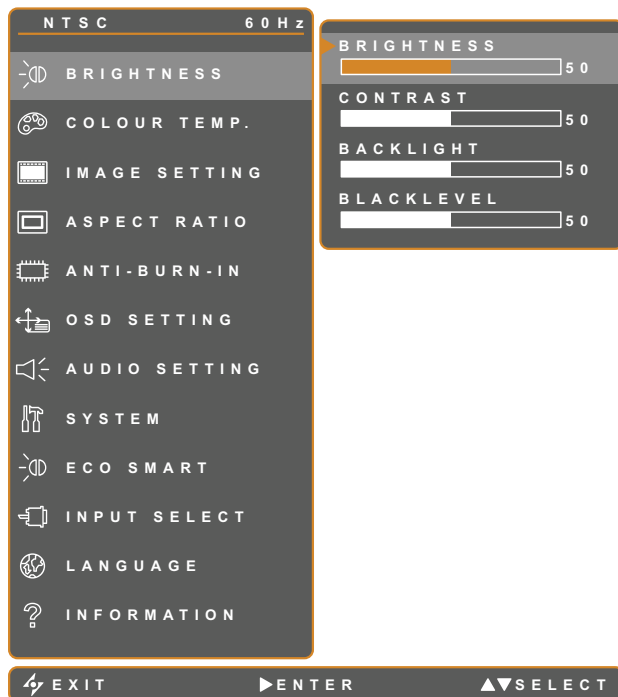 NTSC 60Hz
BRIGHTNESS
COLOUR TEMP.
IMAGE SETTING
ASPECT RATIO
ANTI-BURN-IN
OSD SETTING
AUDIO SETTING
SYSTEM
ECO SMART
INPUT SELECT
LANGUAGE
INFORMATION
BRIGHTNESS
50
CONTRAST
50
BACKLIGHT
50
BLACKLEVEL
50
EXIT ▶ENTER ▲▼SELECT